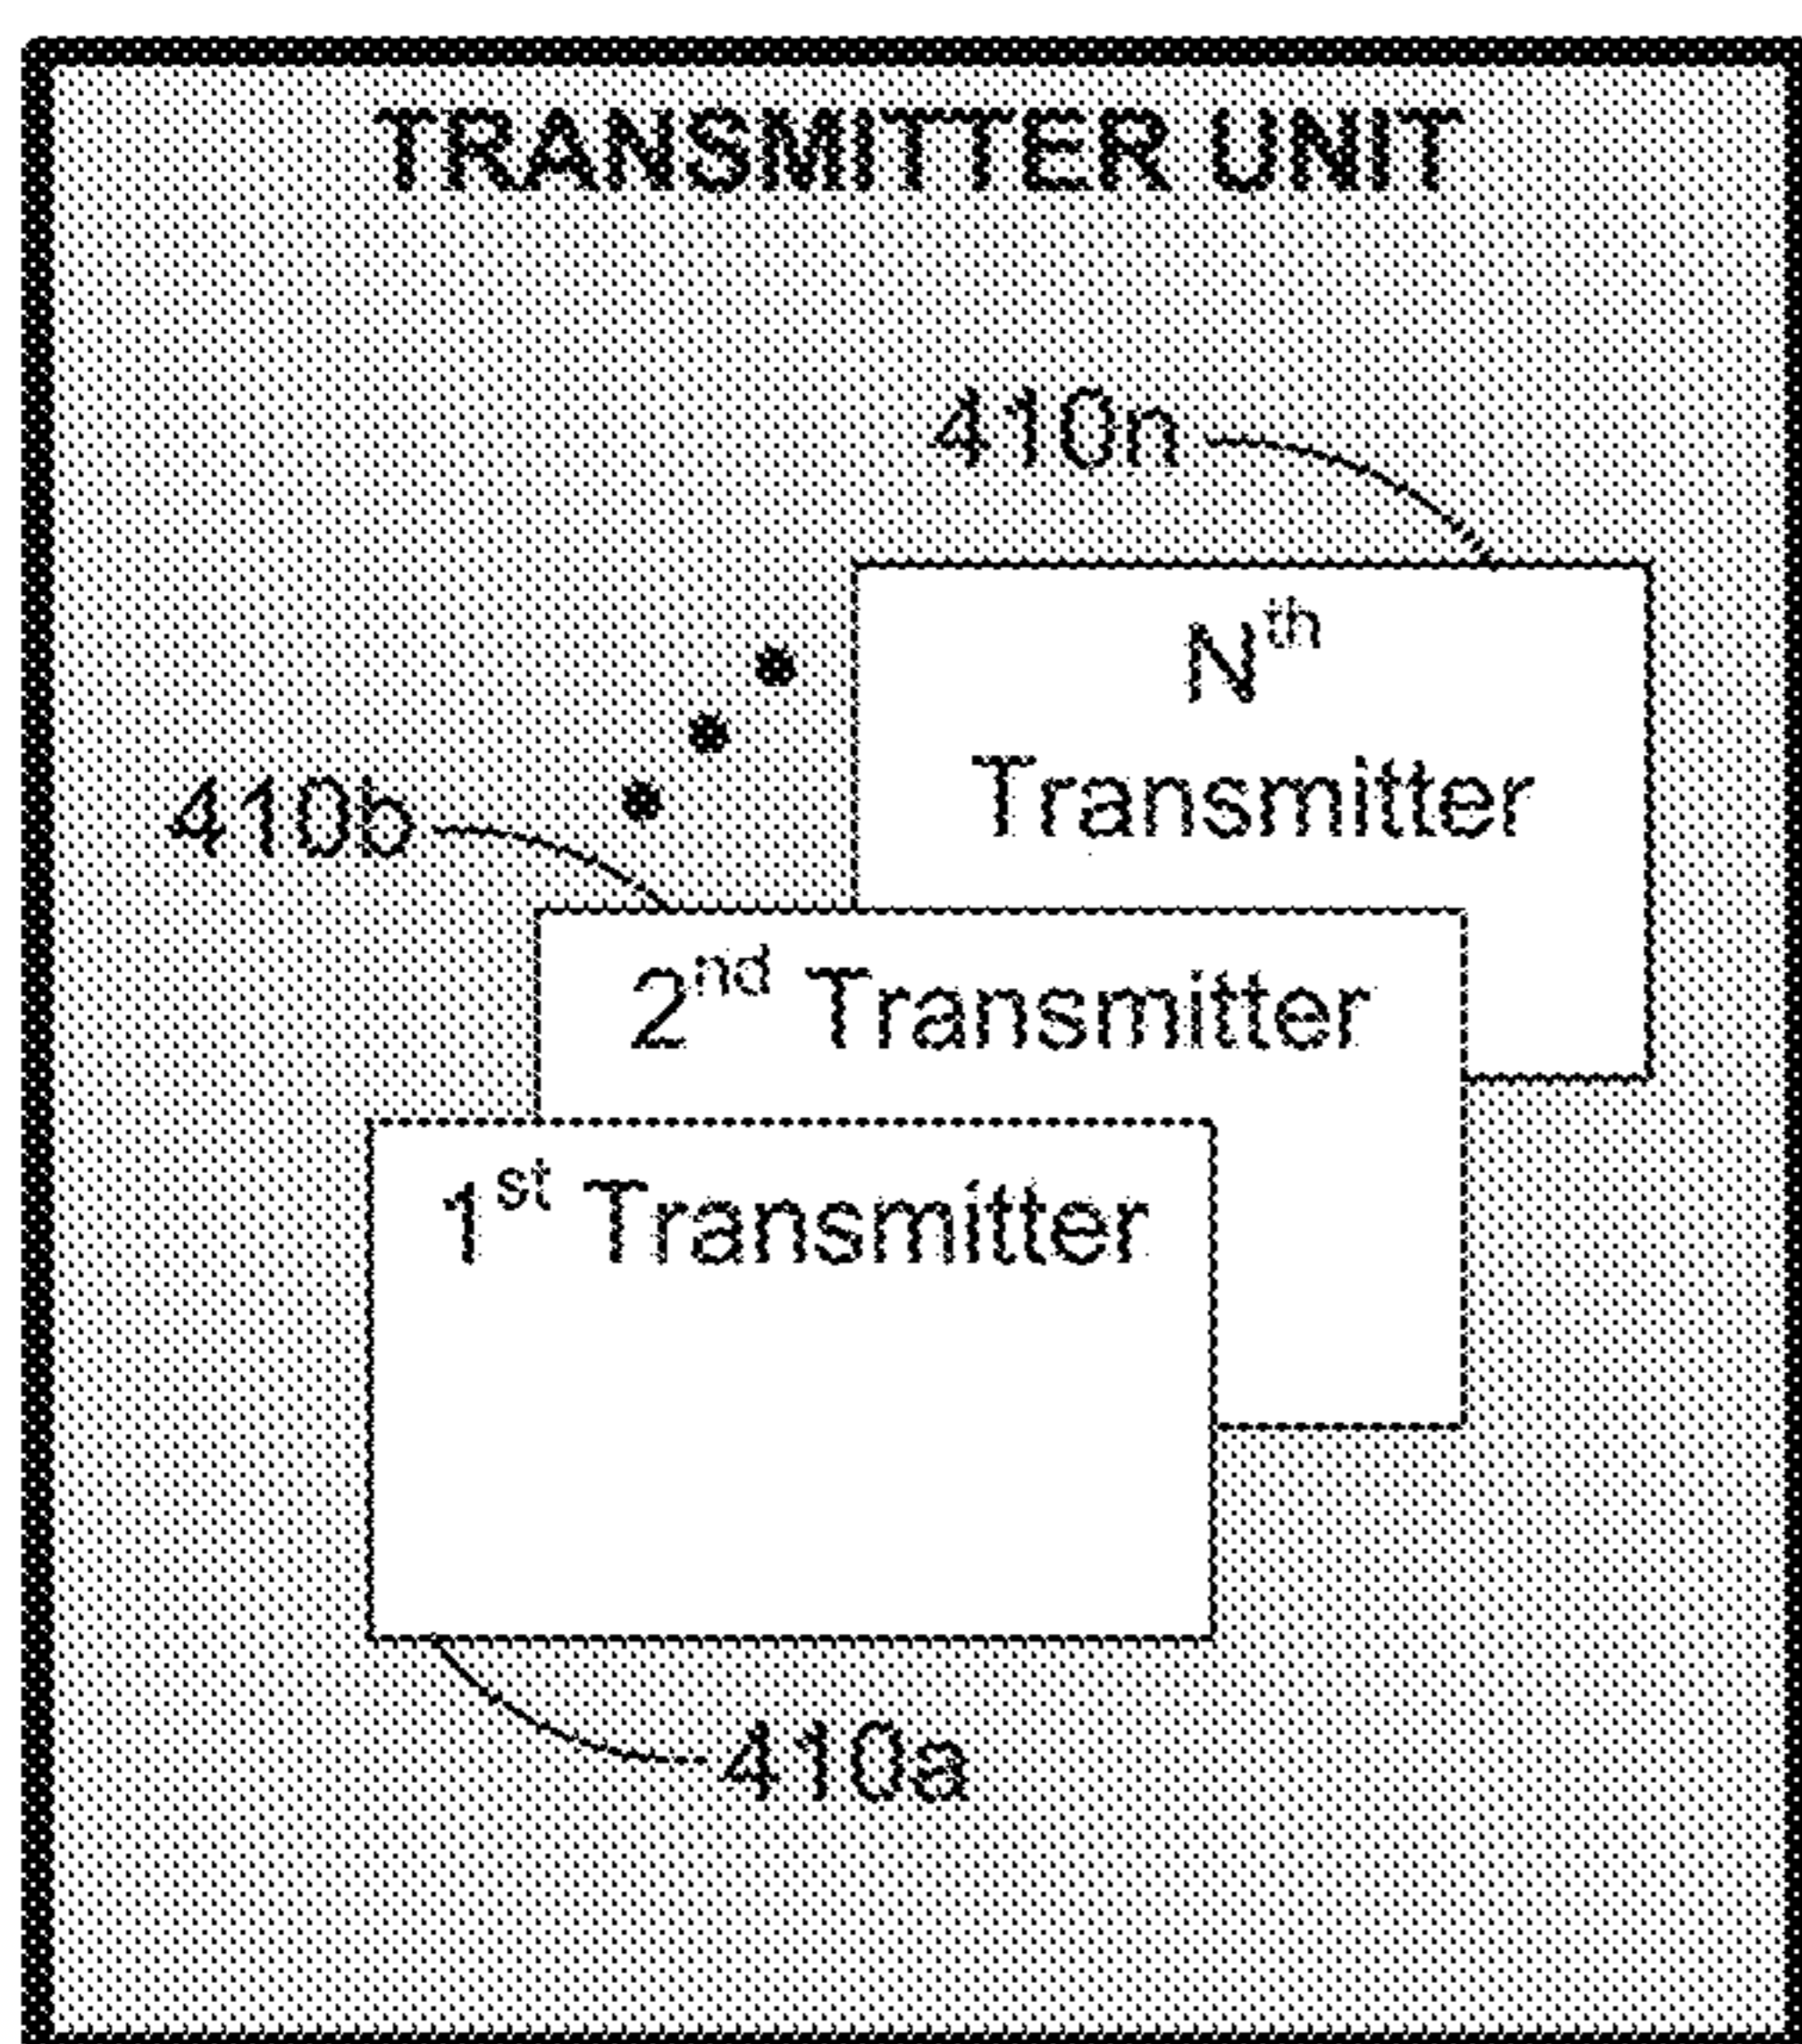 TRANSMITTER UNIT
410n
Nth
Transmitter
410b
2nd Transmitter
1st Transmitter
410a